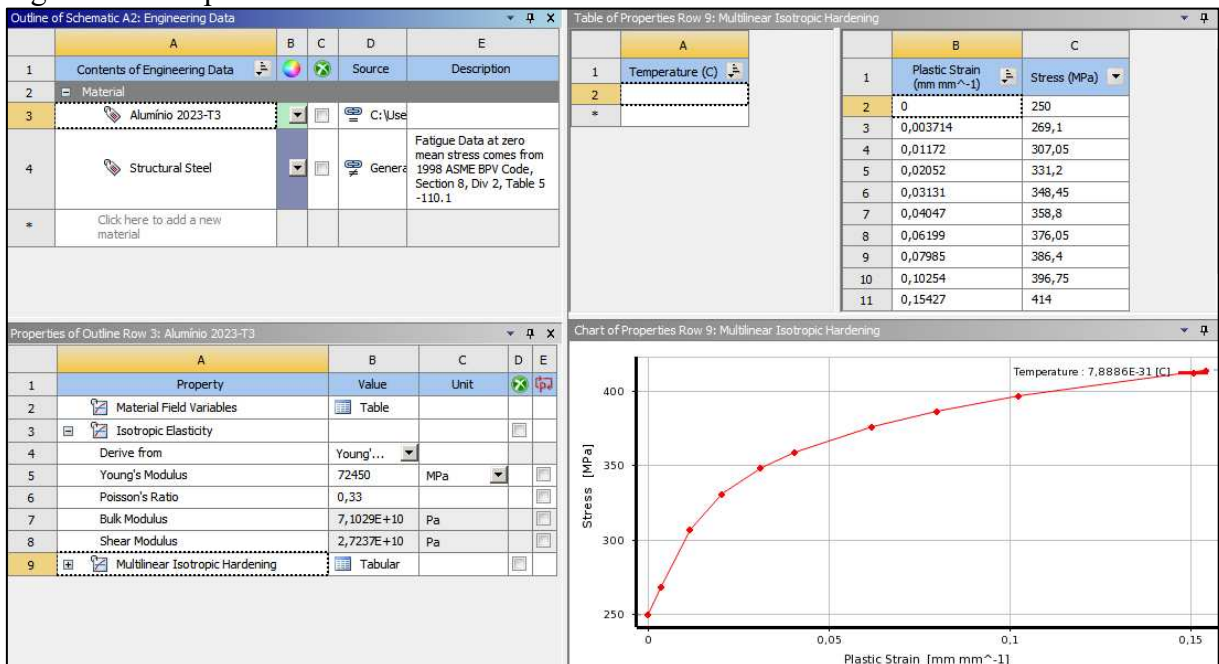 Outline of Schematic A2: Engineering Data
A B C D E
1 Contents of Engineering Data Source Description
2 Material
3 Alumínio 2023-T3 C:\Use
4 Structural Steel Genera Fatigue Data at zero
mean stress comes from
1998 ASME BPV Code,
Section 8, Div 2, Table 5
-110.1
* Click here to add a new
material
Table of Properties Row 9: Multilinear Isotropic Hardening
A
1 Temperature (C)
2
*
B C
1 Plastic Strain
(mm mm^-1) Stress (MPa)
2 0 250
3 0,003714 269,1
4 0,01172 307,05
5 0,02052 331,2
6 0,03131 348,45
7 0,04047 358,8
8 0,06199 376,05
9 0,07985 386,4
10 0,10254 396,75
11 0,15427 414
Properties of Outline Row 3: Alumínio 2023-T3
A B C D E
1 Property Value Unit
2 Material Field Variables Table
3 Isotropic Elasticity
4 Derive from Young'...
5 Young's Modulus 72450 MPa
6 Poisson's Ratio 0,33
7 Bulk Modulus 7,1029E+10 Pa
8 Shear Modulus 2,7237E+10 Pa
9 Multilinear Isotropic Hardening Tabular
Chart of Properties Row 9: Multilinear Isotropic Hardening
Temperature : 7,8886E-31 [C]
400
350
300
250
Stress [MPa]
0 0,05 0,1 0,15
Plastic Strain [mm mm^-1]